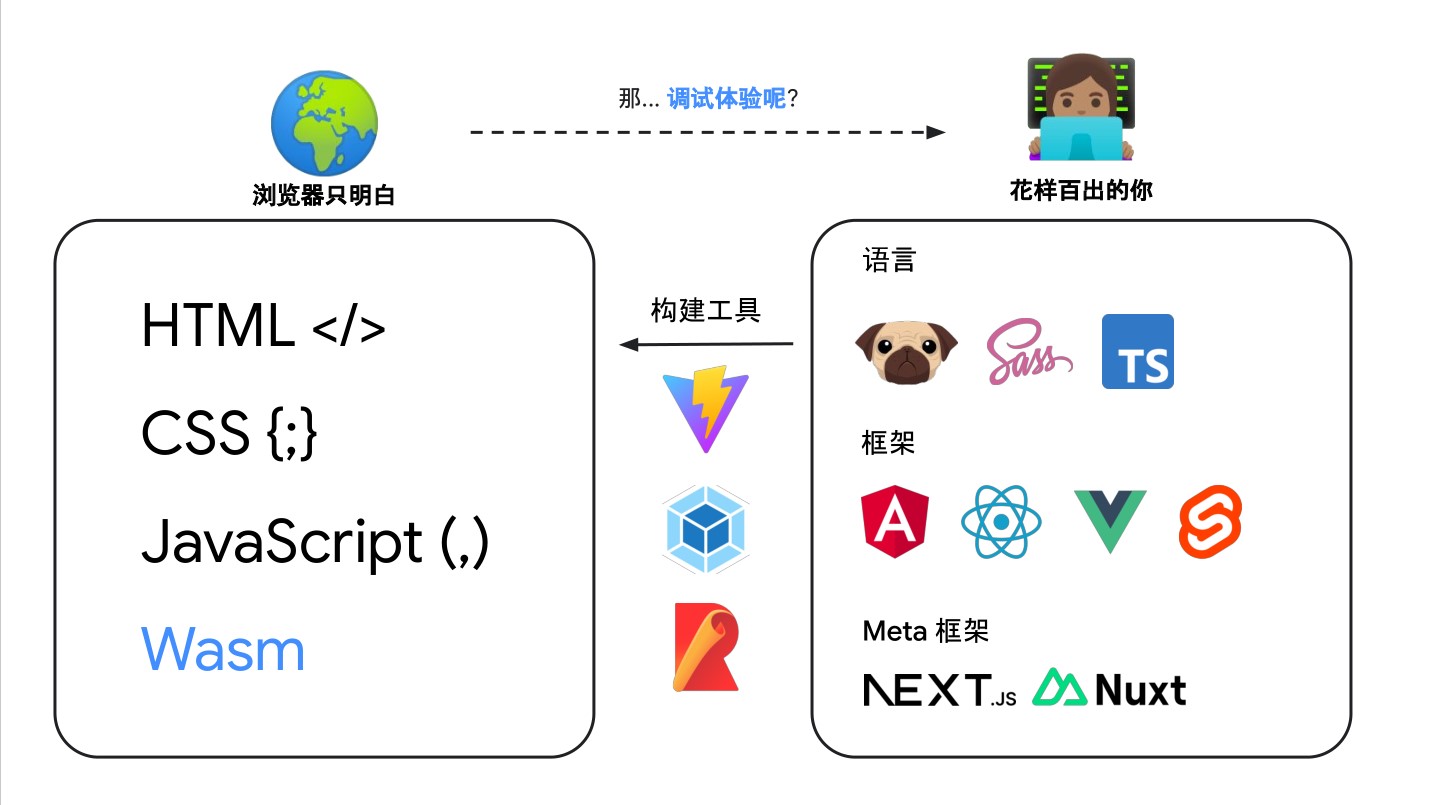 那... 调试体验呢?
浏览器只明白
花样百出的你
HTML </>
CSS {;}
JavaScript (,)
Wasm
构建工具
语言
Sass
TS
框架
A
Meta 框架
NEXT.JS
Nuxt